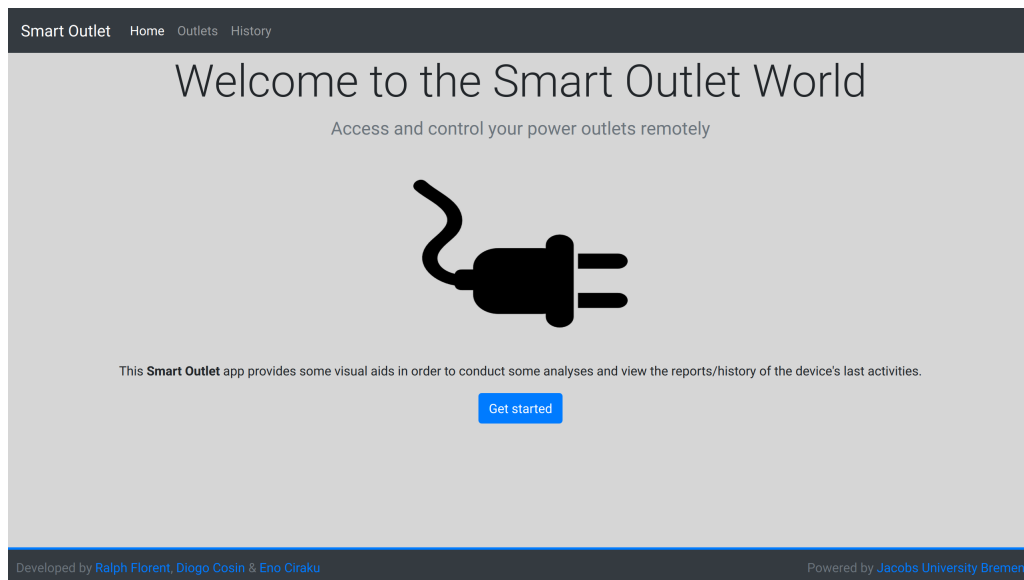 Smart Outlet Home Outlets History
Welcome to the Smart Outlet World
Access and control your power outlets remotely
This Smart Outlet app provides some visual aids in order to conduct some analyses and view the reports/history of the device's last activities.
Get started
Developed by Ralph Florent, Diogo Cosin & Eno Ciraku Powered by Jacobs University Bremen